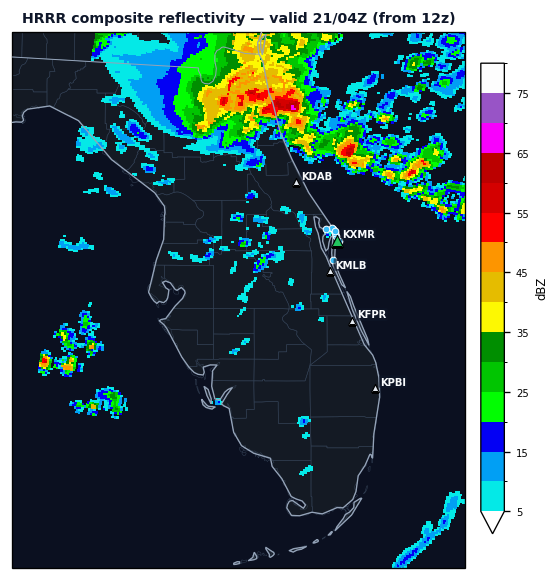 HRRR composite reflectivity — valid 21/04Z (from 12z)
KDAB
KXMR
KMLB
KFPR
KPBI
75
65
55
45
35
25
15
5
dBZ